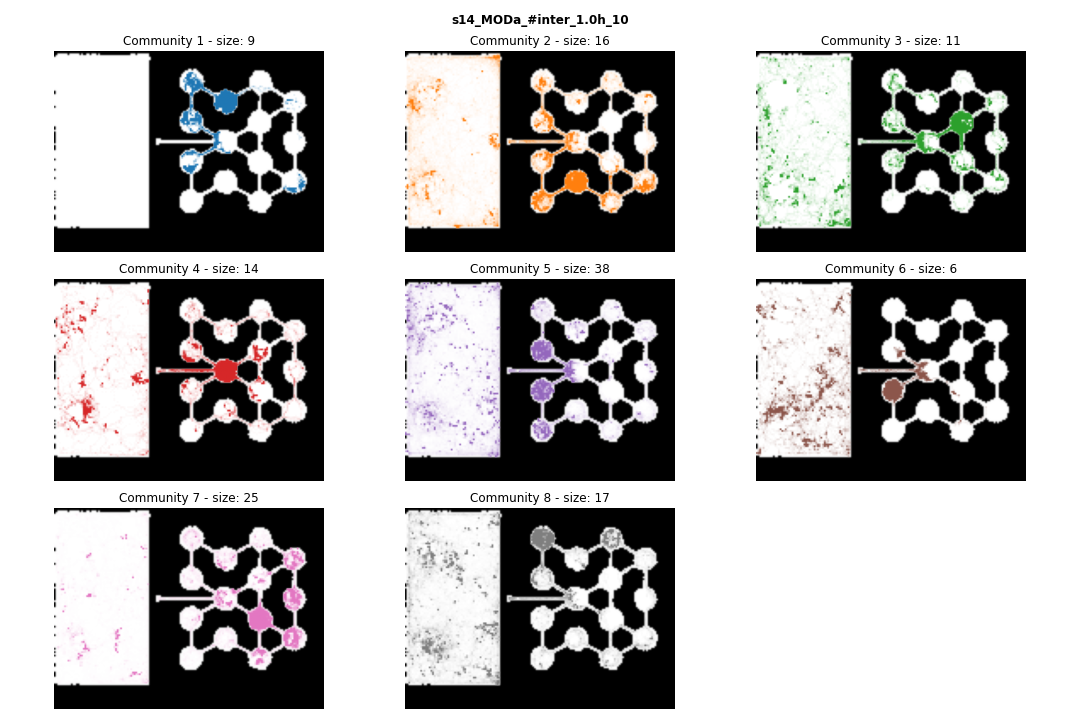 s14_MODa_#inter_1.0h_10
Community 1 - size: 9
Community 2 - size: 16
Community 3 - size: 11
Community 4 - size: 14
Community 5 - size: 38
Community 6 - size: 6
Community 7 - size: 25
Community 8 - size: 17